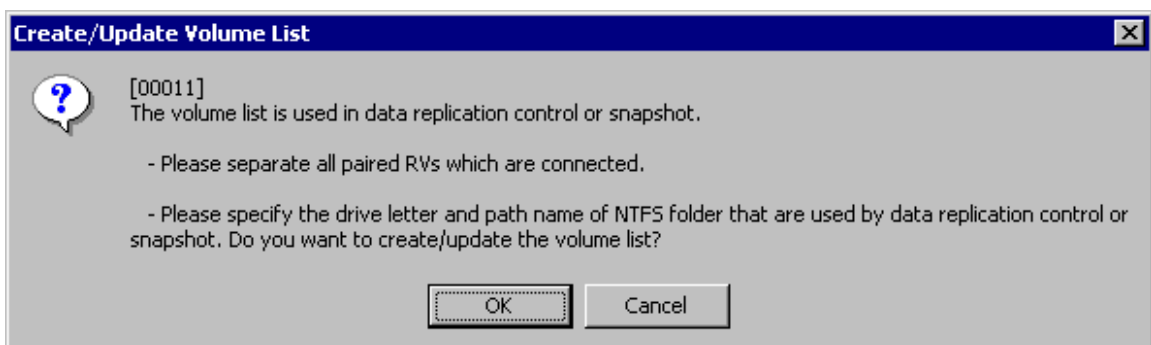 Create/Update Volume List
[00011]
The volume list is used in data replication control or snapshot.
- Please separate all paired RVs which are connected.
- Please specify the drive letter and path name of NTFS folder that are used by data replication control or
snapshot. Do you want to create/update the volume list?
OK
Cancel